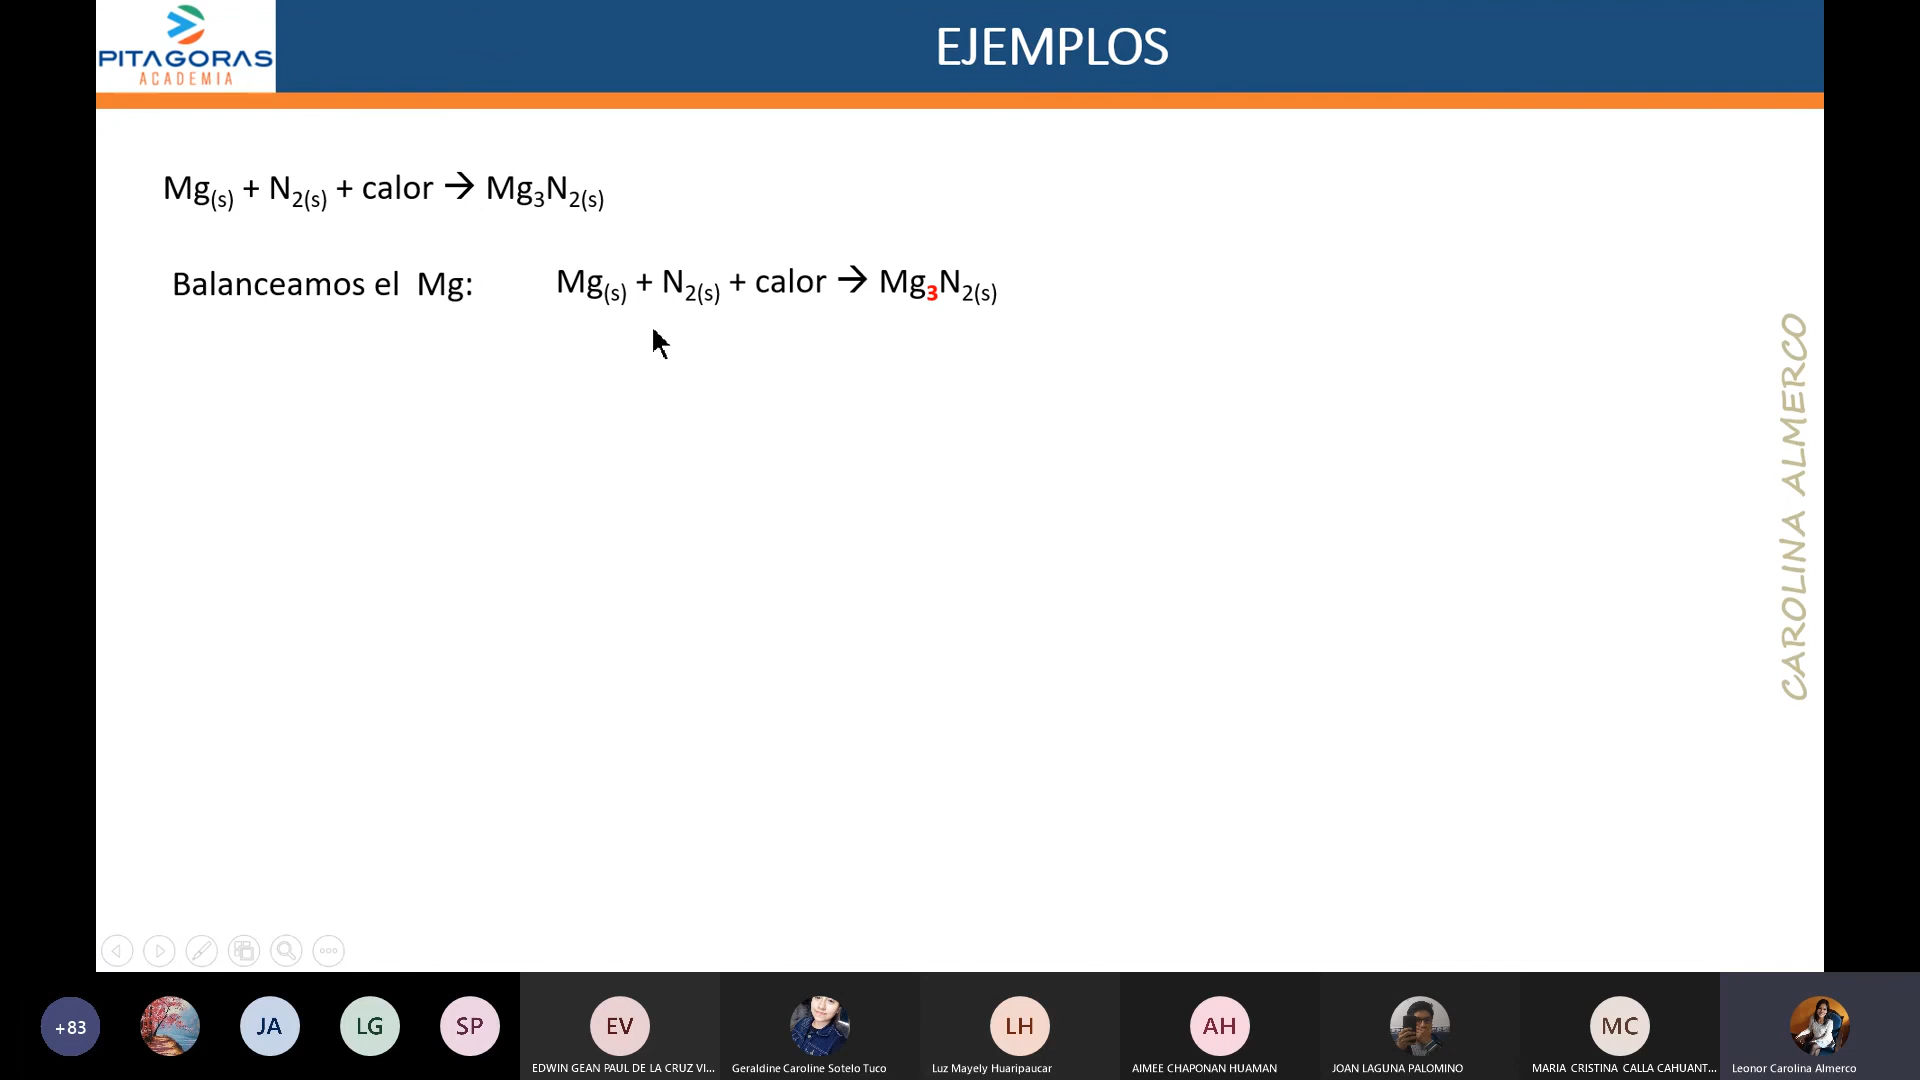 PITAGORAS
ACADEMIA
EJEMPLOS
Mg(s) + N2(s) + calor → Mg3N2(s)
Balanceamos el Mg: Mg(s) + N2(s) + calor → Mg3N2(s)
CAROLINA ALMERCO
+83
JA
LG
SP
EV
LH
AH
MC
EDWIN GEAN PAUL DE LA CRUZ VI...
Geraldine Caroline Sotelo Tuco
Luz Mayely Huaripaucar
AIMEE CHAPONAN HUAMAN
JOAN LAGUNA PALOMINO
MARIA CRISTINA CALLA CAHUANT...
Leonor Carolina Almerco